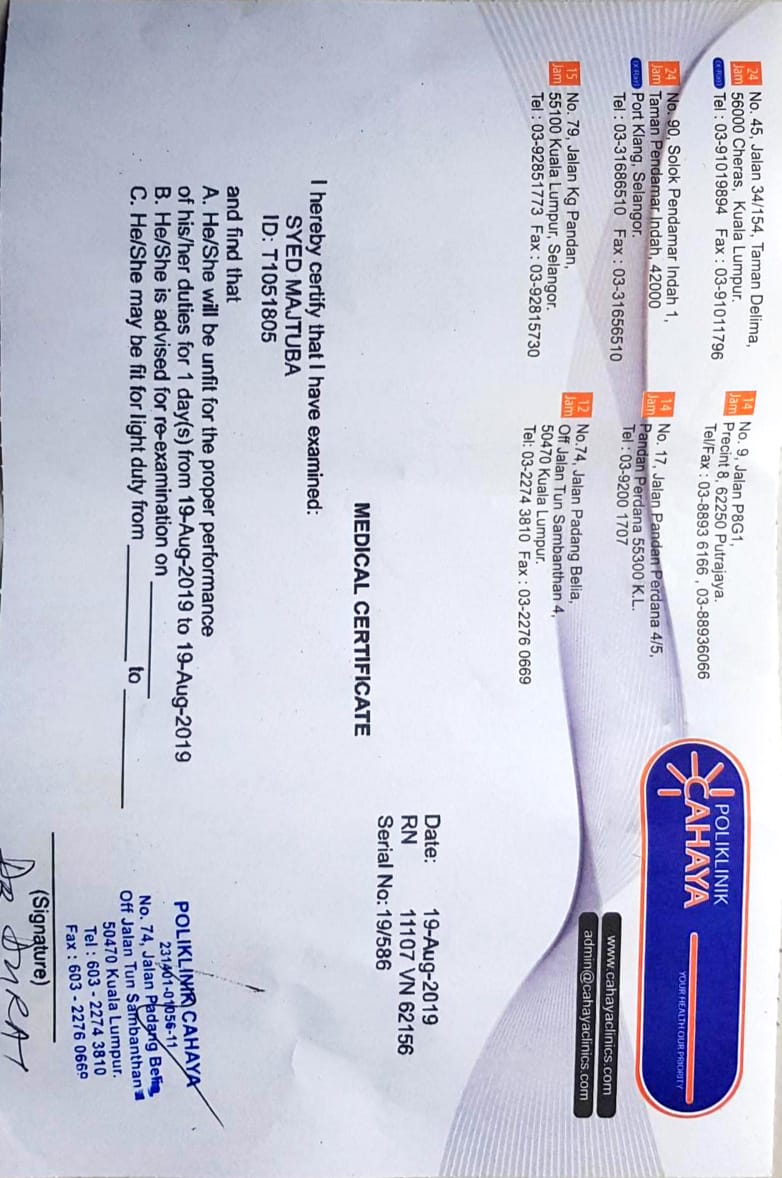 24 Jam No. 45, Jalan 34/154, Taman Delima,
56000 Cheras, Kuala Lumpur.
Tel : 03-91019894 Fax : 03-91011796
24 Jam No. 90, Solok Pendamar Indah 1,
Taman Pendamar Indah, 42000
Port Klang, Selangor.
Tel : 03-31686510 Fax : 03-31656510
15 Jam No. 79, Jalan Kg Pandan,
55100 Kuala Lumpur, Selangor.
Tel : 03-92851773 Fax : 03-92815730
14 Jam No. 9, Jalan P8G1,
Precint 8, 62250 Putrajaya.
Tel/Fax : 03-8893 6166 , 03-88936066
14 Jam No. 17, Jalan Pandan Perdana 4/5,
Pandan Perdana 55300 K.L.
Tel : 03-9200 1707
12 Jam No.74, Jalan Padang Belia,
Off Jalan Tun Sambanthan 4,
50470 Kuala Lumpur.
Tel: 03-2274 3810 Fax : 03-2276 0669
POLIKLINIK
CAHAYA
YOUR HEALTH OUR PRIORITY
www.cahayaclinics.com
admin@cahayaclinics.com
Date: 19-Aug-2019
RN 11107 VN 62156
Serial No: 19/586
MEDICAL CERTIFICATE
I hereby certify that I have examined:
SYED MAJTUBA
ID: T1051805
and find that
A. He/She will be unfit for the proper performance
of his/her duties for 1 day(s) from 19-Aug-2019 to 19-Aug-2019
B. He/She is advised for re-examination on
C. He/She may be fit for light duty from to
POLIKLINIK CAHAYA
No. 74, Jalan Padang Belia
Off Jalan Tun Sambanthan
50470 Kuala Lumpur.
Tel : 603 - 2274 3810
Fax : 603 - 2276 0669
(Signature)
DR